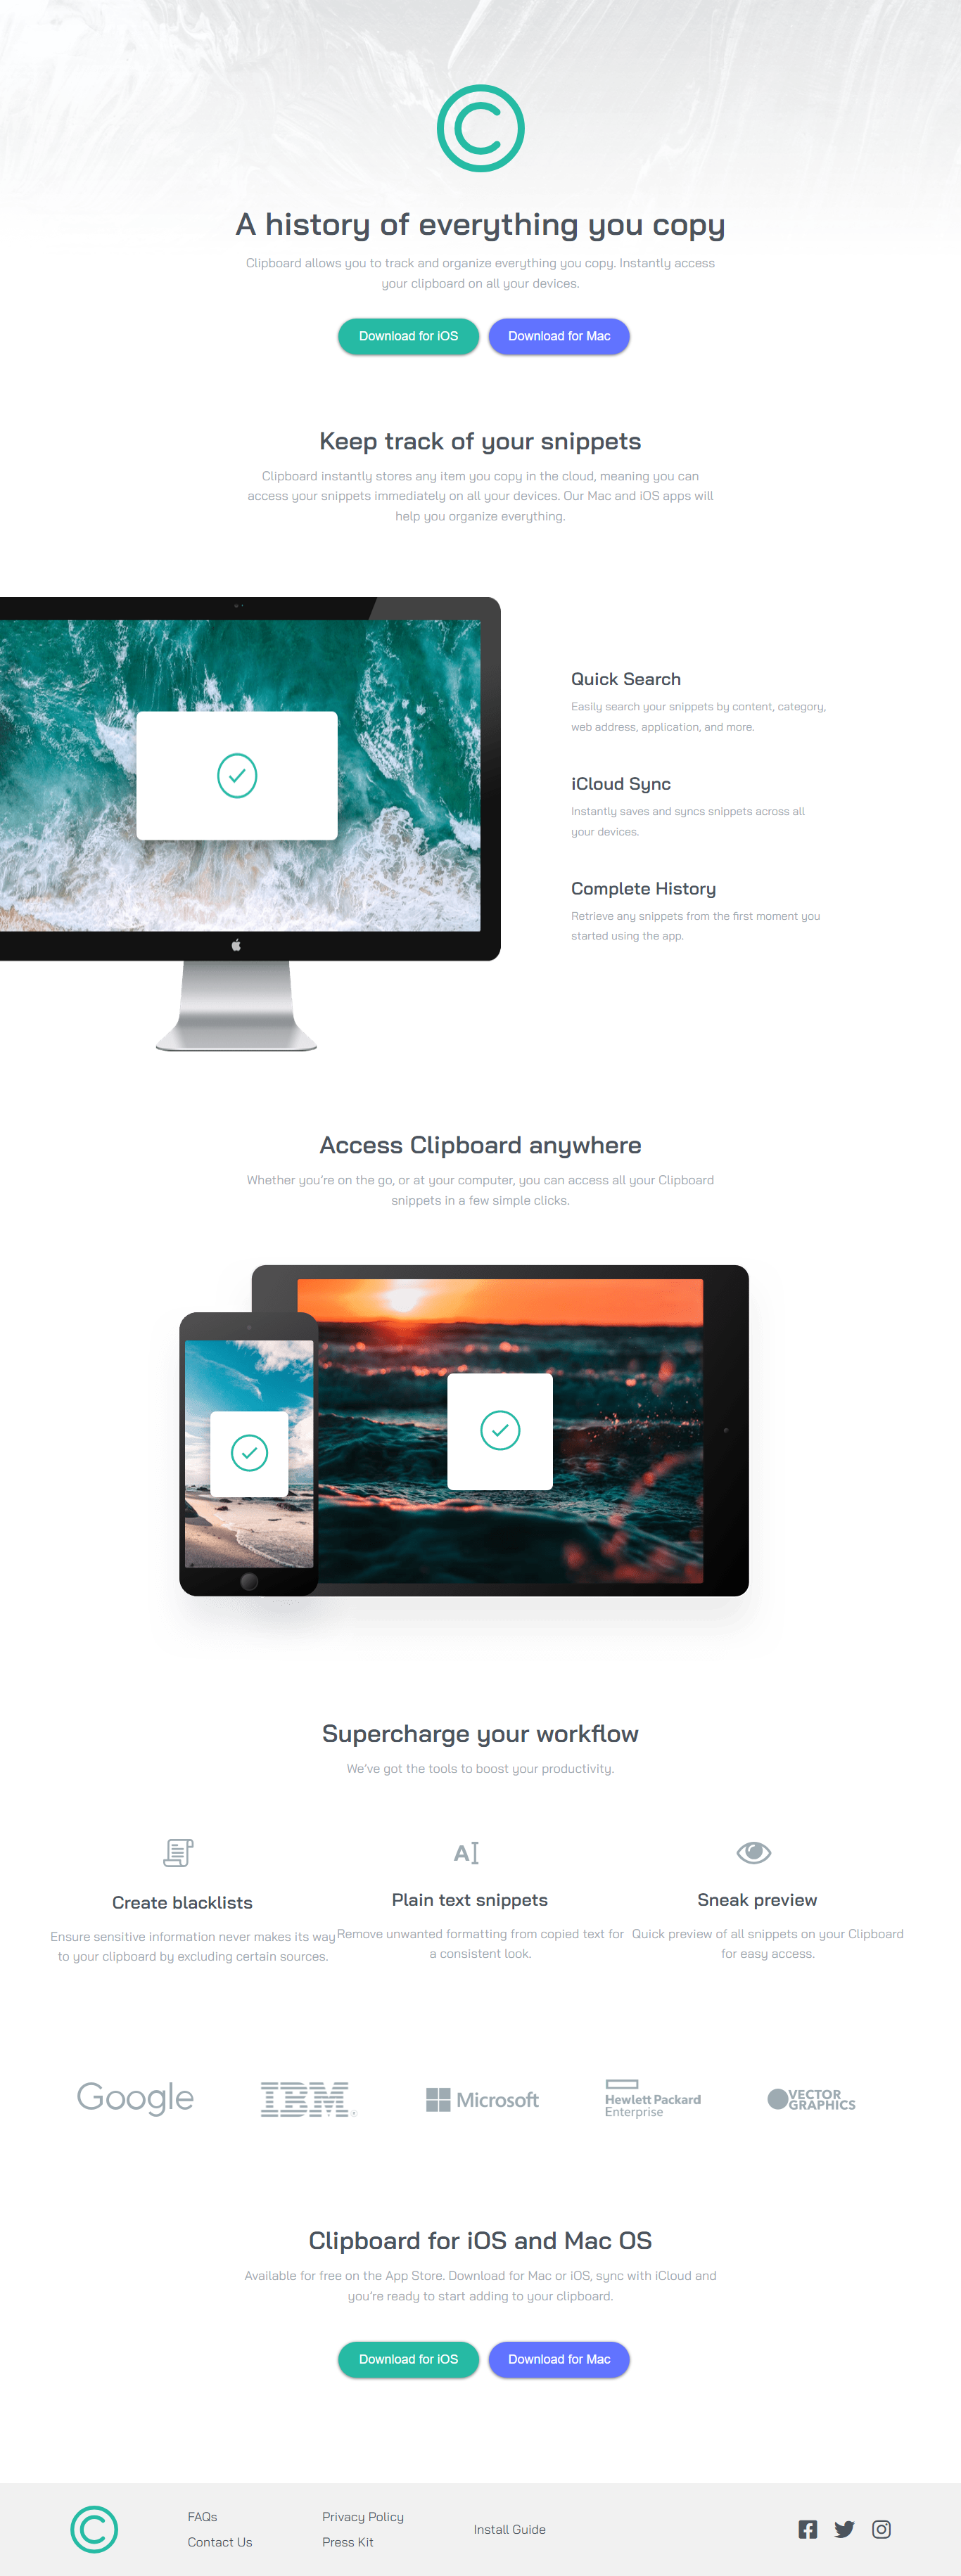 A history of everything you copy
Clipboard allows you to track and organize everything you copy. Instantly access
your clipboard on all your devices.
Download for iOS
Download for Mac
Keep track of your snippets
Clipboard instantly stores any item you copy in the cloud, meaning you can
access your snippets immediately on all your devices. Our Mac and iOS apps will
help you organize everything.
Quick Search
Easily search your snippets by content, category,
web address, application, and more.
iCloud Sync
Instantly saves and syncs snippets across all
your devices.
Complete History
Retrieve any snippets from the first moment you
started using the app.
Access Clipboard anywhere
Whether you’re on the go, or at your computer, you can access all your Clipboard
snippets in a few simple clicks.
Supercharge your workflow
We’ve got the tools to boost your productivity.
Create blacklists
Ensure sensitive information never makes its way
to your clipboard by excluding certain sources.
Plain text snippets
Remove unwanted formatting from copied text for
a consistent look.
Sneak preview
Quick preview of all snippets on your Clipboard
for easy access.
Google
IBM
Microsoft
Hewlett Packard
Enterprise
VECTOR
GRAPHICS
Clipboard for iOS and Mac OS
Available for free on the App Store. Download for Mac or iOS, sync with iCloud and
you’re ready to start adding to your clipboard.
Download for iOS
Download for Mac
FAQs
Contact Us
Privacy Policy
Press Kit
Install Guide